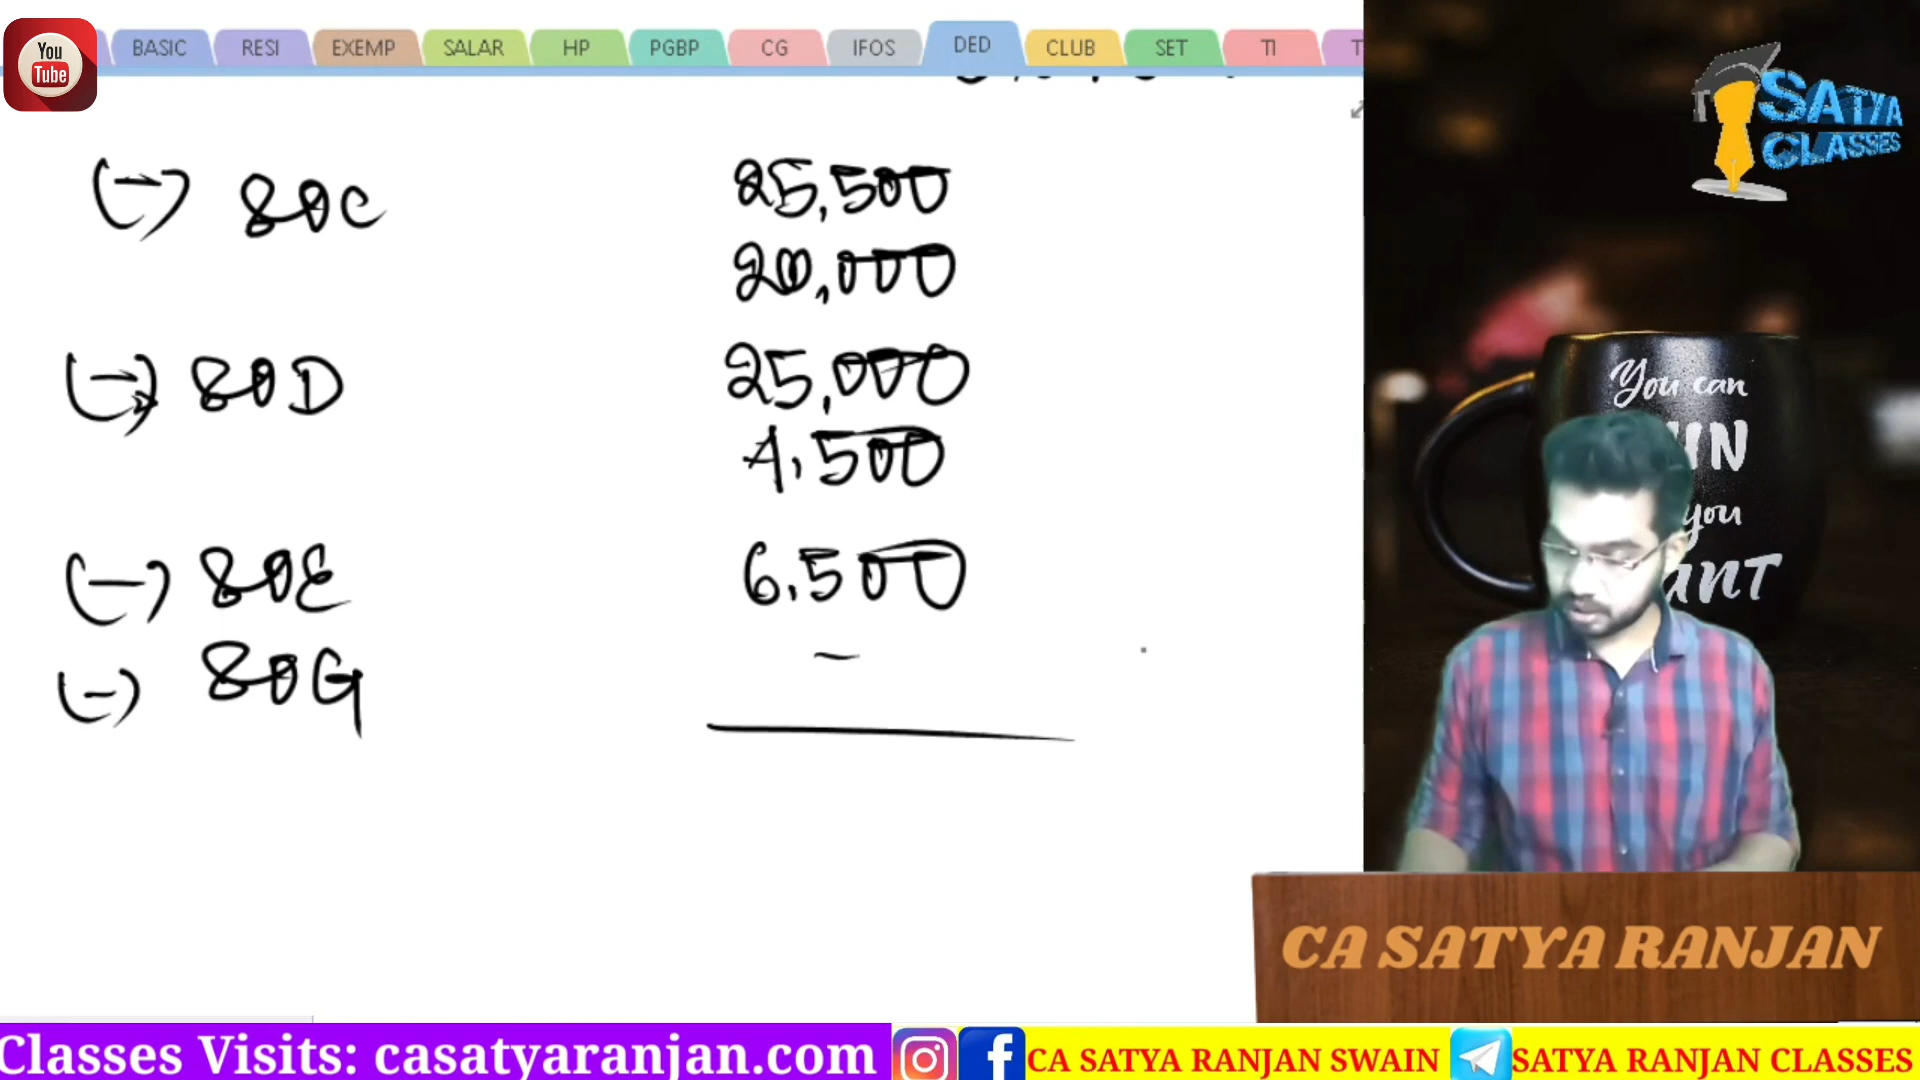 You
Tube
BASIC RESI EXEMP SALAR HP PGBP CG IFOS DED CLUB SET TI T
SATYA
CLASSES
(-) 80C 25,500
20,000
(-) 80D 25,000
4,500
(-) 80E 6,500
(-) 80G -
You can
you
ANT
CA SATYA RANJAN
Classes Visits: casatyaranjan.com
CA SATYA RANJAN SWAIN
SATYA RANJAN CLASSES